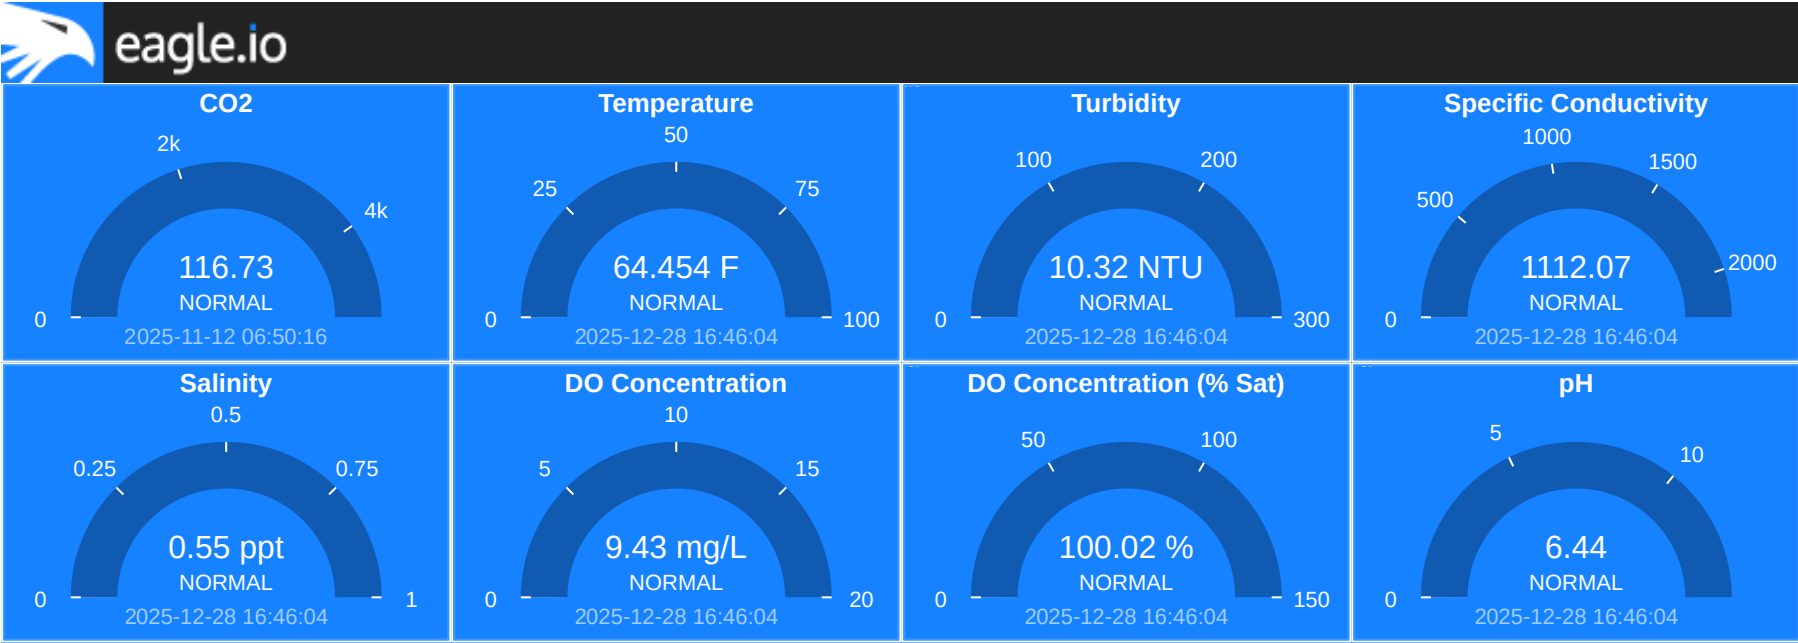 eagle.io
CO2
2k
4k
0
116.73
NORMAL
2025-11-12 06:50:16
Temperature
50
25
75
0
100
64.454 F
NORMAL
2025-12-28 16:46:04
Turbidity
100
200
0
300
10.32 NTU
NORMAL
2025-12-28 16:46:04
Specific Conductivity
1000
1500
500
2000
0
1112.07
NORMAL
2025-12-28 16:46:04
Salinity
0.5
0.25
0.75
0
1
0.55 ppt
NORMAL
2025-12-28 16:46:04
DO Concentration
10
5
15
0
20
9.43 mg/L
NORMAL
2025-12-28 16:46:04
DO Concentration (% Sat)
50
100
0
150
100.02 %
NORMAL
2025-12-28 16:46:04
pH
5
10
0
6.44
NORMAL
2025-12-28 16:46:04